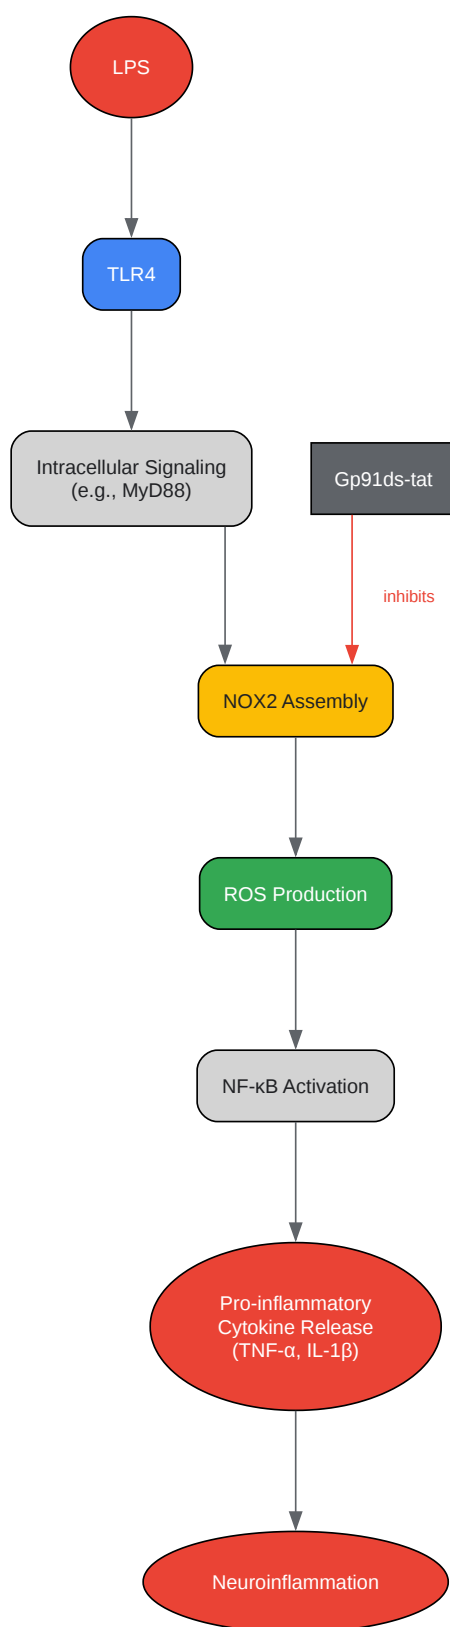 LPS
TLR4
Intracellular Signaling
(e.g., MyD88)
Gp91ds-tat
inhibits
NOX2 Assembly
ROS Production
NF-κB Activation
Pro-inflammatory
Cytokine Release
(TNF-α, IL-1β)
Neuroinflammation